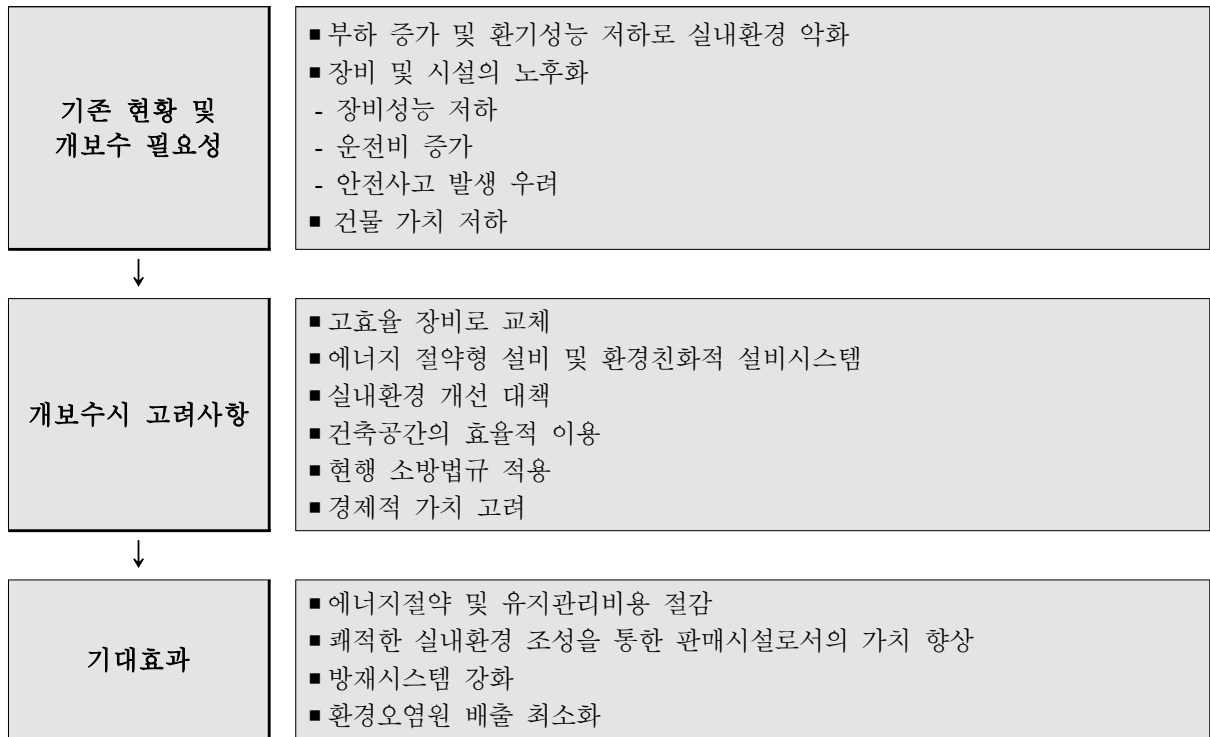 기존 현황 및
개보수 필요성
■부하 증가 및 환기성능 저하로 실내환경 악화
■장비 및 시설의 노후화
- 장비성능 저하
- 운전비 증가
- 안전사고 발생 우려
■ 건물 가치 저하
↓
개보수시 고려사항
■고효율 장비로 교체
■에너지 절약형 설비 및 환경친화적 설비시스템
■실내환경 개선 대책
■건축공간의 효율적 이용
■현행 소방법규 적용
■경제적 가치 고려
↓
기대효과
■에너지절약 및 유지관리비용 절감
■쾌적한 실내환경 조성을 통한 판매시설로서의 가치 향상
■방재시스템 강화
■환경오염원 배출 최소화